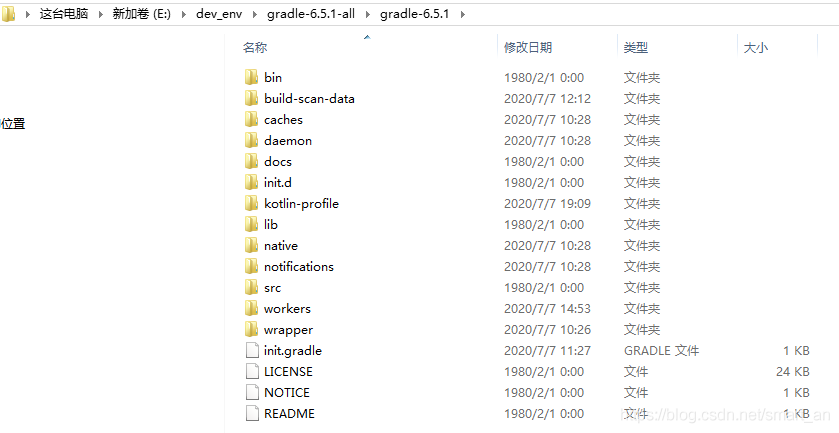 这台电脑 新加卷 (E:) dev_env gradle-6.5.1-all gradle-6.5.1
名称 修改日期 类型 大小
bin 1980/2/1 0:00 文件夹
build-scan-data 2020/7/7 12:12 文件夹
caches 2020/7/7 10:28 文件夹
位置
daemon 2020/7/7 10:28 文件夹
docs 1980/2/1 0:00 文件夹
init.d 1980/2/1 0:00 文件夹
kotlin-profile 2020/7/7 19:09 文件夹
lib 1980/2/1 0:00 文件夹
native 2020/7/7 10:28 文件夹
notifications 2020/7/7 10:28 文件夹
src 1980/2/1 0:00 文件夹
workers 2020/7/7 14:53 文件夹
wrapper 2020/7/7 10:26 文件夹
init.gradle 2020/7/7 11:27 GRADLE 文件 1 KB
LICENSE 1980/2/1 0:00 文件 24 KB
NOTICE 1980/2/1 0:00 文件 1 KB
README 1980/2/1 0:00 文件 1 KB
https://blog.csdn.net/smart_an